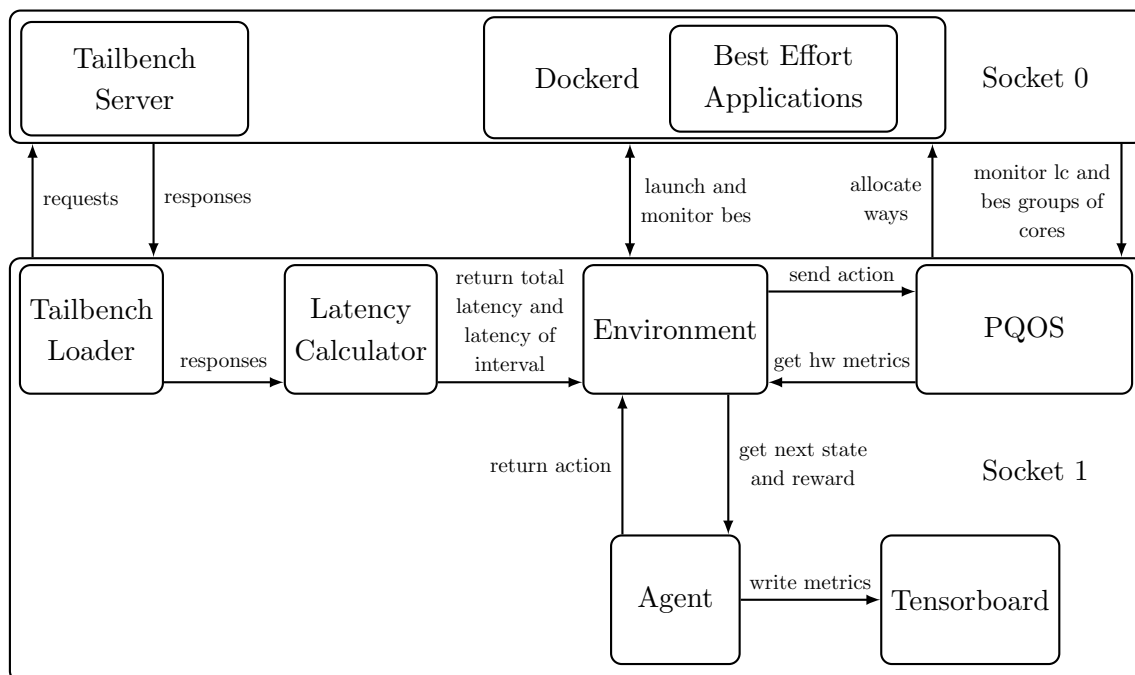 Tailbench
Server
Dockerd
Best Effort
Applications
Socket 0
requests
responses
launch and
monitor bes
allocate
ways
monitor lc and
bes groups of
cores
Tailbench
Loader
responses
Latency
Calculator
return total
latency and
latency of
interval
Environment
send action
get hw metrics
PQOS
return action
get next state
and reward
Socket 1
Agent
write metrics
Tensorboard